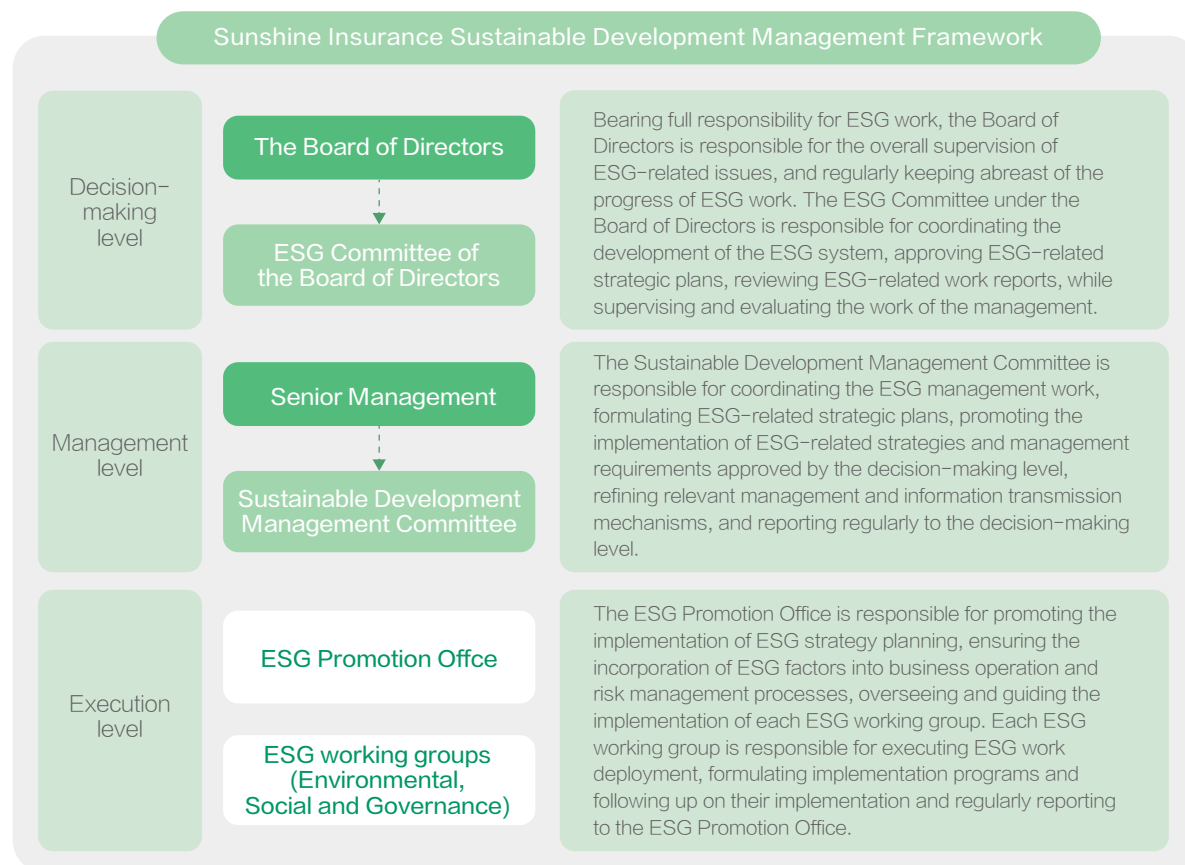 Sunshine Insurance Sustainable Development Management Framework
Decision-
making
level
The Board of Directors
ESG Committee of
the Board of Directors
Bearing full responsibility for ESG work, the Board of
Directors is responsible for the overall supervision of
ESG-related issues, and regularly keeping abreast of the
progress of ESG work. The ESG Committee under the
Board of Directors is responsible for coordinating the
development of the ESG system, approving ESG-related
strategic plans, reviewing ESG-related work reports, while
supervising and evaluating the work of the management.
Management
level
Senior Management
Sustainable Development
Management Committee
The Sustainable Development Management Committee is
responsible for coordinating the ESG management work,
formulating ESG-related strategic plans, promoting the
implementation of ESG-related strategies and management
requirements approved by the decision-making level,
refining relevant management and information transmission
mechanisms, and reporting regularly to the decision-making
level.
Execution
level
ESG Promotion Offce
ESG working groups
(Environmental,
Social and Governance)
The ESG Promotion Office is responsible for promoting the
implementation of ESG strategy planning, ensuring the
incorporation of ESG factors into business operation and
risk management processes, overseeing and guiding the
implementation of each ESG working group. Each ESG
working group is responsible for executing ESG work
deployment, formulating implementation programs and
following up on their implementation and regularly reporting
to the ESG Promotion Office.